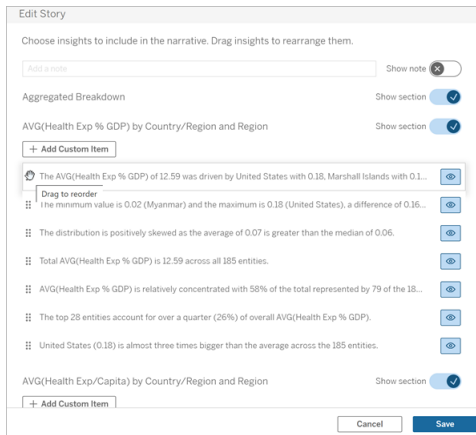 Edit Story
Choose insights to include in the narrative. Drag insights to rearrange them.
Add a note
Show note
Aggregated Breakdown
Show section
AVG(Health Exp % GDP) by Country/Region and Region
Show section
+ Add Custom Item
The AVG(Health Exp % GDP) of 12.59 was driven by United States with 0.18, Marshall Islands with 0.1...
Drag to reorder
The minimum value is 0.02 (Myanmar) and the maximum is 0.18 (United States), a difference of 0.16...
The distribution is positively skewed as the average of 0.07 is greater than the median of 0.06.
Total AVG(Health Exp % GDP) is 12.59 across all 185 entities.
AVG(Health Exp % GDP) is relatively concentrated with 58% of the total represented by 79 of the 18...
The top 28 entities account for over a quarter (26%) of overall AVG(Health Exp % GDP).
United States (0.18) is almost three times bigger than the average across the 185 entities.
AVG(Health Exp/Capita) by Country/Region and Region
Show section
+ Add Custom Item
Cancel
Save